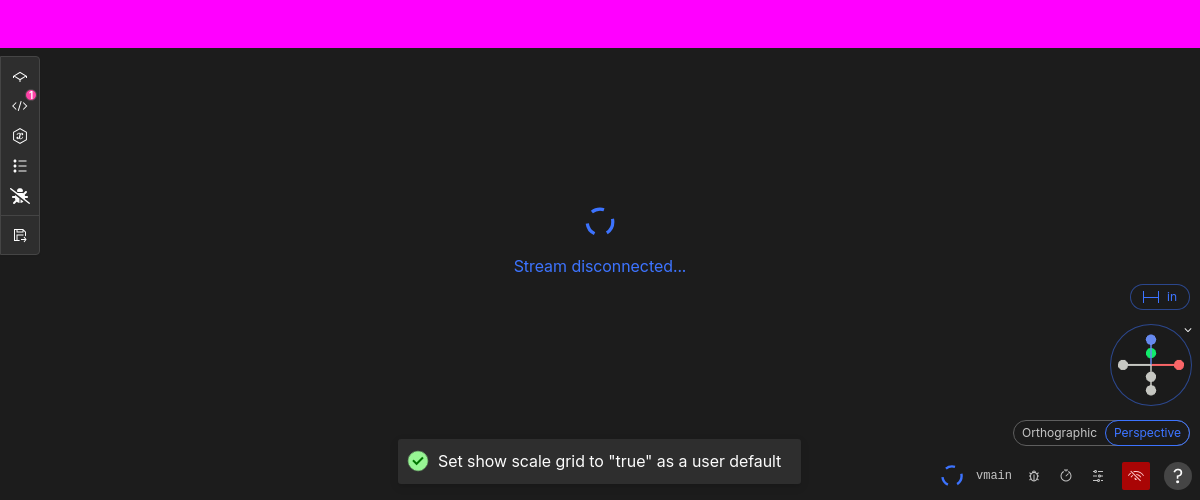 1
Stream disconnected...
in
Orthographic Perspective
Set show scale grid to "true" as a user default
vmain
?